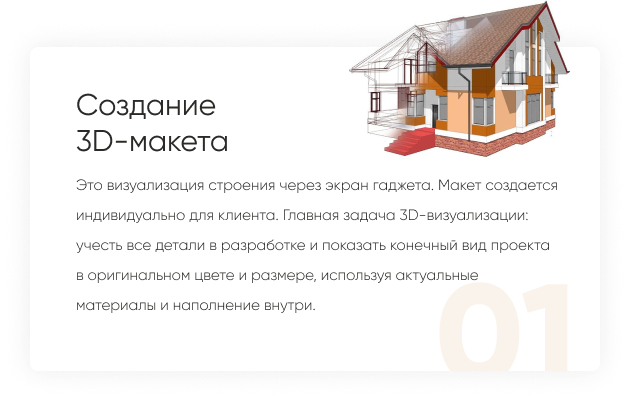 Создание
3D-макета
Это визуализация строения через экран гаджета. Макет создается
индивидуально для клиента. Главная задача 3D-визуализации:
учесть все детали в разработке и показать конечный вид проекта
в оригинальном цвете и размере, используя актуальные
материалы и наполнение внутри.
01